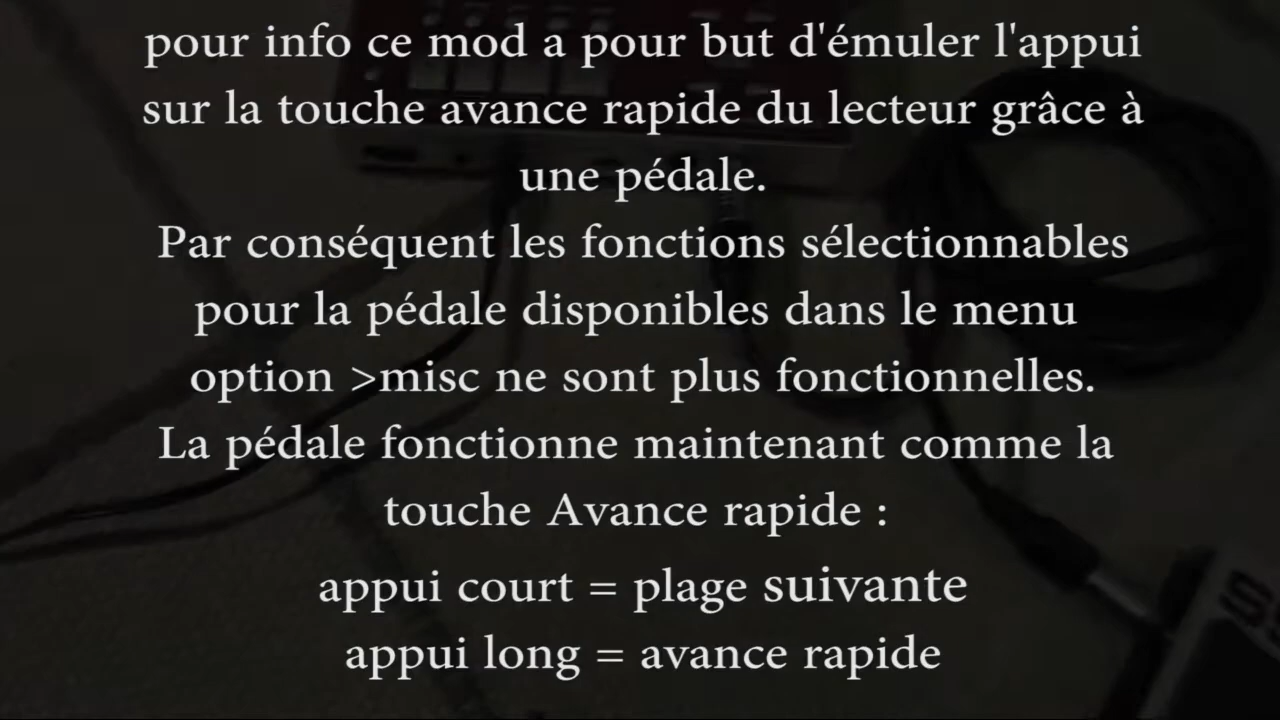 pour info ce mod a pour but d'émuler l'appui
sur la touche avance rapide du lecteur grâce à
une pédale.
Par conséquent les fonctions sélectionnables
pour la pédale disponibles dans le menu
option >misc ne sont plus fonctionnelles.
La pédale fonctionne maintenant comme la
touche Avance rapide :
appui court = plage suivante
appui long = avance rapide